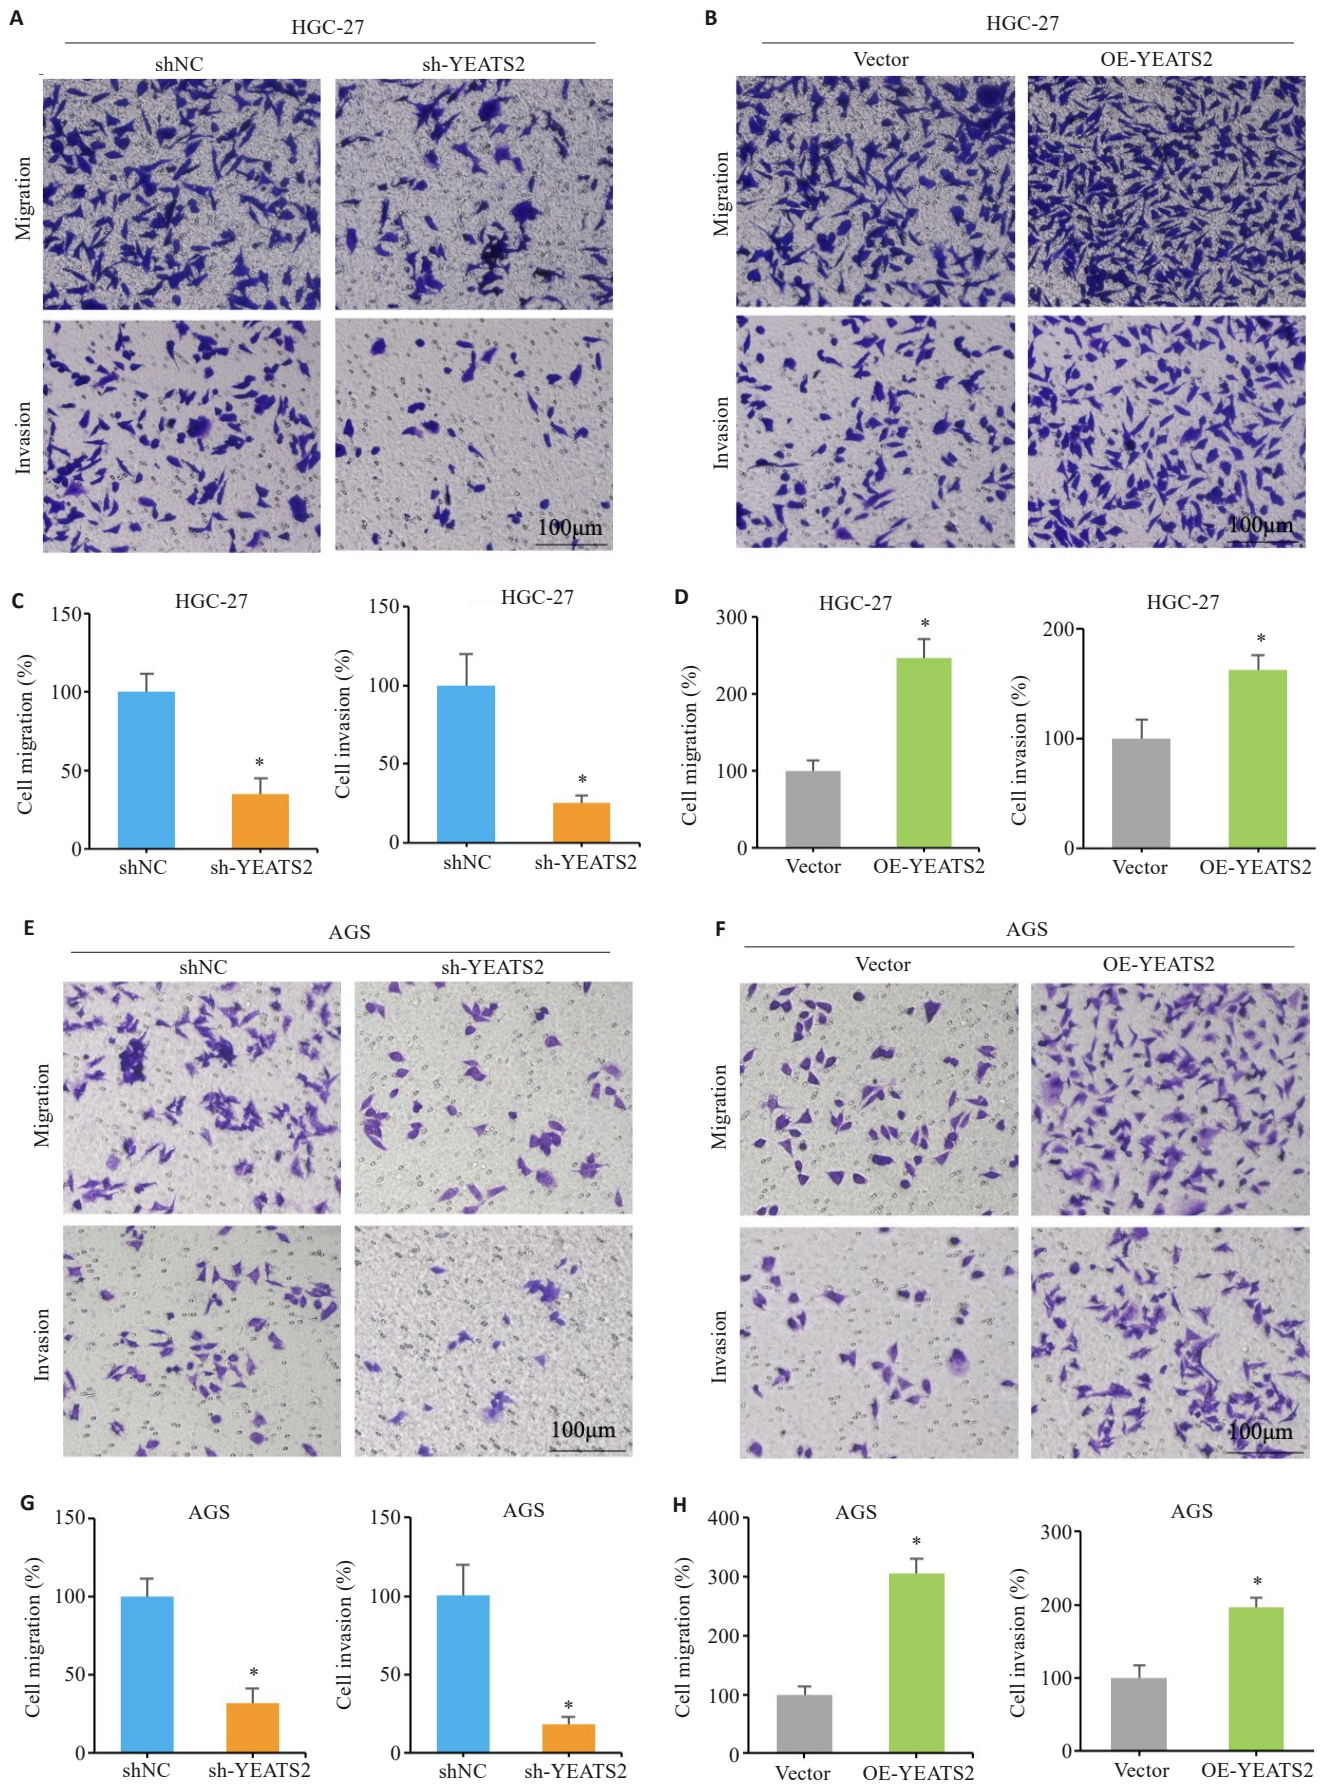 A
HGC-27
shNC
sh-YEATS2
Migration
Invasion
100μm
B
HGC-27
Vector
OE-YEATS2
Migration
Invasion
100μm
C
HGC-27
Cell migration (%)
150
100
50
0
shNC
sh-YEATS2
*
HGC-27
Cell invasion (%)
150
100
50
0
shNC
sh-YEATS2
*
D
HGC-27
Cell migration (%)
300
200
100
0
Vector
OE-YEATS2
*
HGC-27
Cell invasion (%)
200
100
0
Vector
OE-YEATS2
*
E
AGS
shNC
sh-YEATS2
Migration
Invasion
100μm
F
AGS
Vector
OE-YEATS2
Migration
Invasion
100μm
G
AGS
Cell migration (%)
150
100
50
0
shNC
sh-YEATS2
*
AGS
Cell invasion (%)
150
100
50
0
shNC
sh-YEATS2
*
H
AGS
Cell migration (%)
400
300
200
100
0
Vector
OE-YEATS2
*
AGS
Cell invasion (%)
300
200
100
0
Vector
OE-YEATS2
*